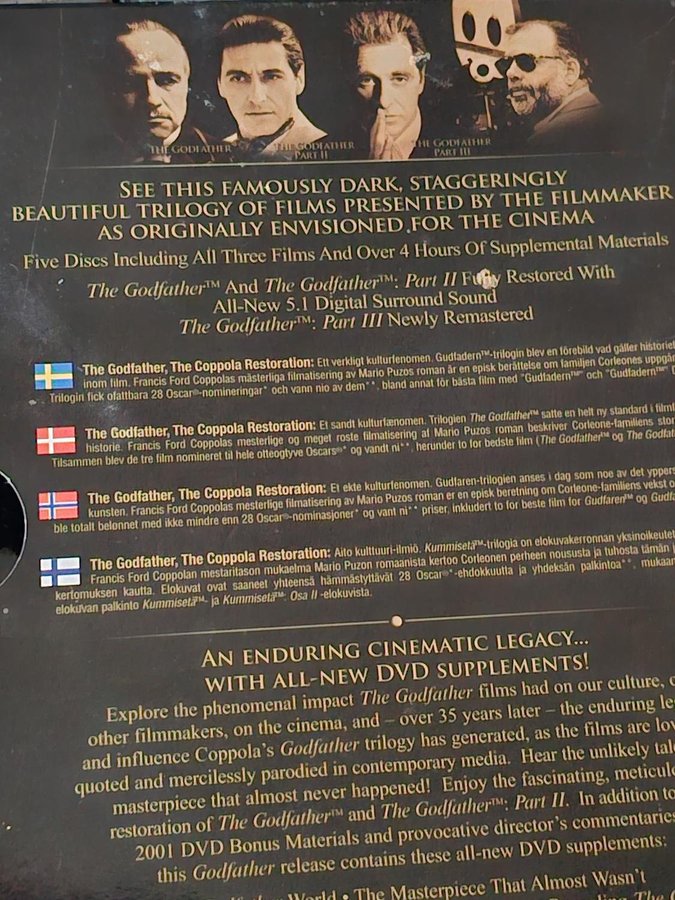 THE GODFATHER
THE GODFATHER
PART II
THE GODFATHER
PART III
SEE THIS FAMOUSLY DARK, STAGGERINGLY
BEAUTIFUL TRILOGY OF FILMS PRESENTED BY THE FILMMAKER
AS ORIGINALLY ENVISIONED FOR THE CINEMA
Five Discs Including All Three Films And Over 4 Hours Of Supplemental Materials
The Godfather™ And The Godfather™: Part II Fully Restored With
All-New 5.1 Digital Surround Sound
The Godfather™: Part III Newly Remastered
The Godfather, The Coppola Restoration: Ett verkligt kulturfenomen. Gudfadern™-trilogin blev en förebild vad gäller
inom film. Francis Ford Coppolas mästerliga filmatisering av Mario Puzos roman är en episk berättelse om familjen Corleones
Trilogin fick ofattbara 28 Oscar®-nomineringar* och vann nio av dem**, bland annat för bästa film med "Gudfadern™" och "Gudfadern™:
The Godfather, The Coppola Restoration: Et sandt kulturfænomen. Trilogien The Godfather™ satte en helt ny standard i
historie. Francis Ford Coppolas mesterlige og meget roste filmatisering af Mario Puzos roman beskriver Corleone-familiens
Tilsammen blev de tre film nomineret til hele otteogtyve Oscars®* og vandt ni**, herunder to for bedste film (The Godfather™ og The
The Godfather, The Coppola Restoration: Et ekte kulturfenomen. Gudfaren-trilogien anses i dag som noe av det
kunsten. Francis Ford Coppolas mesterlige filmatisering av Mario Puzos roman er en episk beretning om Corleone-familiens vekst
ble totalt belønnet med ikke mindre enn 28 Oscar®-nominasjoner* og vant ni** priser, inkludert to for beste film for Gudfaren™ og
The Godfather, The Coppola Restoration: Aito kulttuuri-ilmiö. Kummisetä™-trilogia on elokuvakerronnan
Francis Ford Coppolan mestaritason mukaelma Mario Puzon romaanista kertoo Corleonen perheen noususta ja tuhosta tämän
kertomuksen kautta. Elokuvat ovat saaneet yhteensä hämmästyttävät 28 Oscar®*-ehdokkuutta ja yhdeksän palkintoa**,
elokuvan palkinto Kummisetä™- ja Kummisetä™: Osa II -elokuvista.
AN ENDURING CINEMATIC LEGACY...
WITH ALL-NEW DVD SUPPLEMENTS!
Explore the phenomenal impact The Godfather films had on our culture,
other filmmakers, on the cinema, and – over 35 years later – the enduring
and influence Coppola's Godfather trilogy has generated, as the films are
quoted and mercilessly parodied in contemporary media. Hear the unlikely
masterpiece that almost never happened! Enjoy the fascinating,
restoration of The Godfather™ and The Godfather™: Part II. In addition to
2001 DVD Bonus Materials and provocative director's commentaries
this Godfather release contains these all-new DVD supplements:
World • The Masterpiece That Almost Wasn't